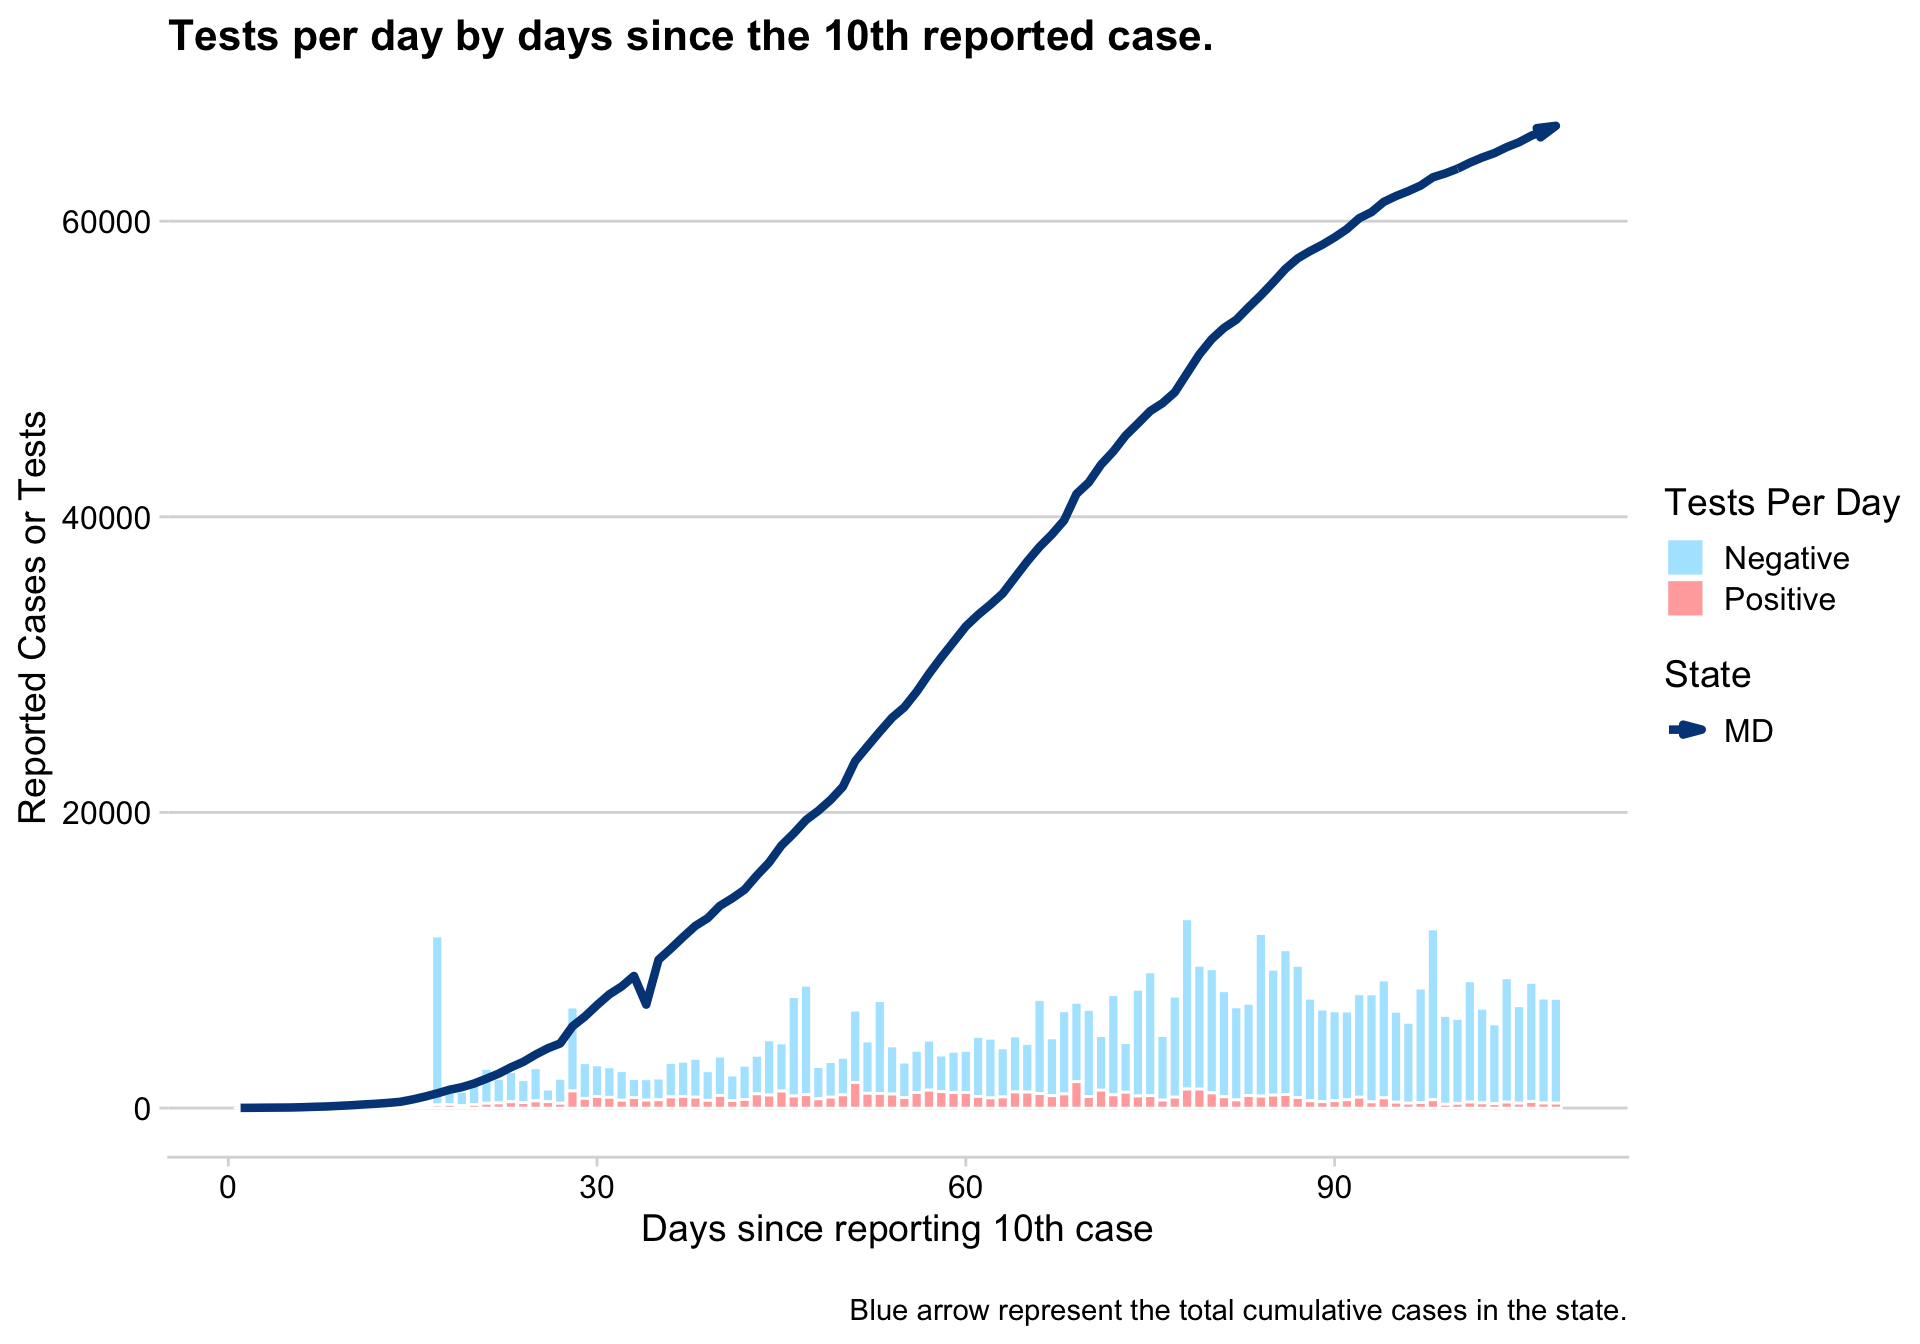 Tests per day by days since the 10th reported case.
60000
40000
20000
0
Reported Cases or Tests
0 30 60 90
Days since reporting 10th case
Tests Per Day
Negative
Positive
State
MD
Blue arrow represent the total cumulative cases in the state.